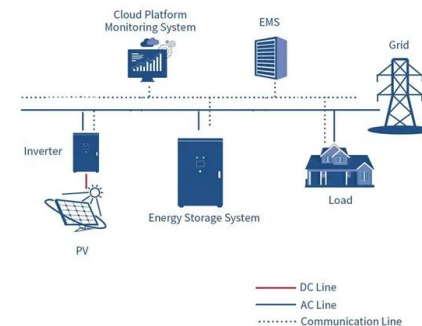 Cloud Platform
Monitoring System
EMS
Grid
Inverter
Energy Storage System
Load
PV
DC Line
AC Line
Communication Line